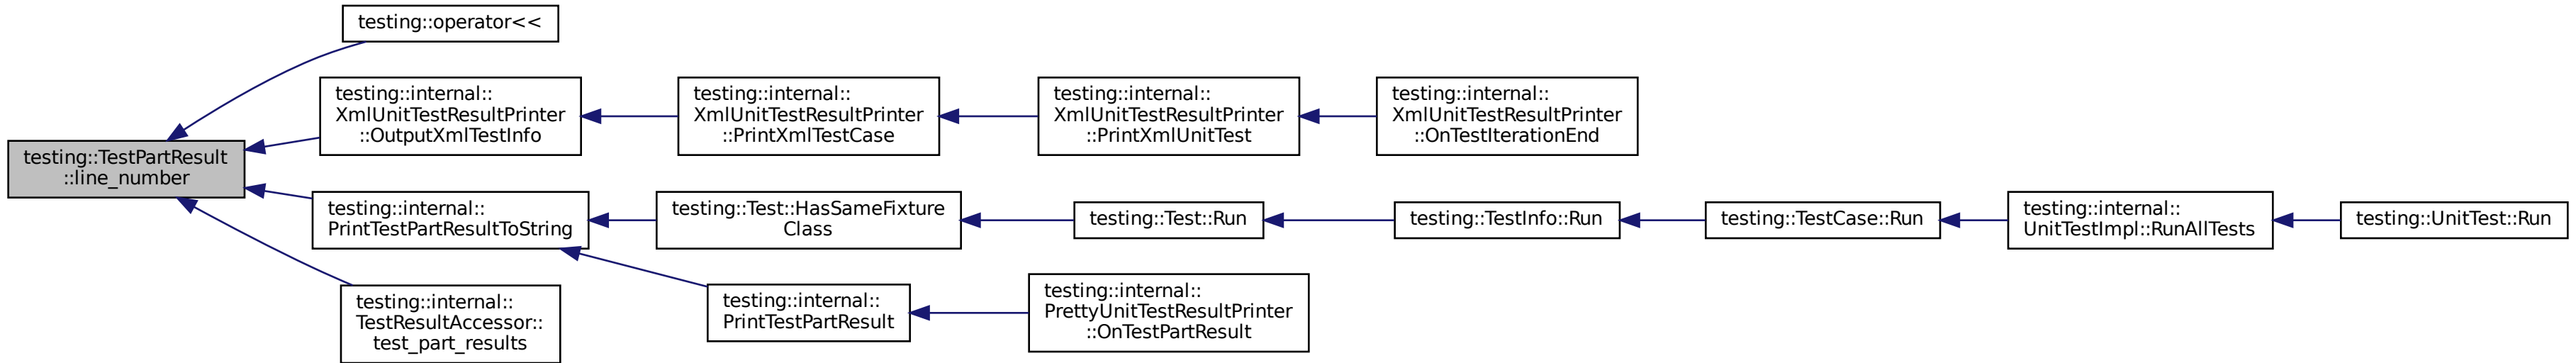 testing::operator<<
testing::internal::
XmlUnitTestResultPrinter
::OutputXmlTestInfo
testing::internal::
XmlUnitTestResultPrinter
::PrintXmlTestCase
testing::internal::
XmlUnitTestResultPrinter
::PrintXmlUnitTest
testing::internal::
XmlUnitTestResultPrinter
::OnTestIterationEnd
testing::TestPartResult
::line_number
testing::internal::
PrintTestPartResultToString
testing::Test::HasSameFixture
Class
testing::Test::Run
testing::TestInfo::Run
testing::TestCase::Run
testing::internal::
UnitTestImpl::RunAllTests
testing::UnitTest::Run
testing::internal::
TestResultAccessor::
test_part_results
testing::internal::
PrintTestPartResult
testing::internal::
PrettyUnitTestResultPrinter
::OnTestPartResult